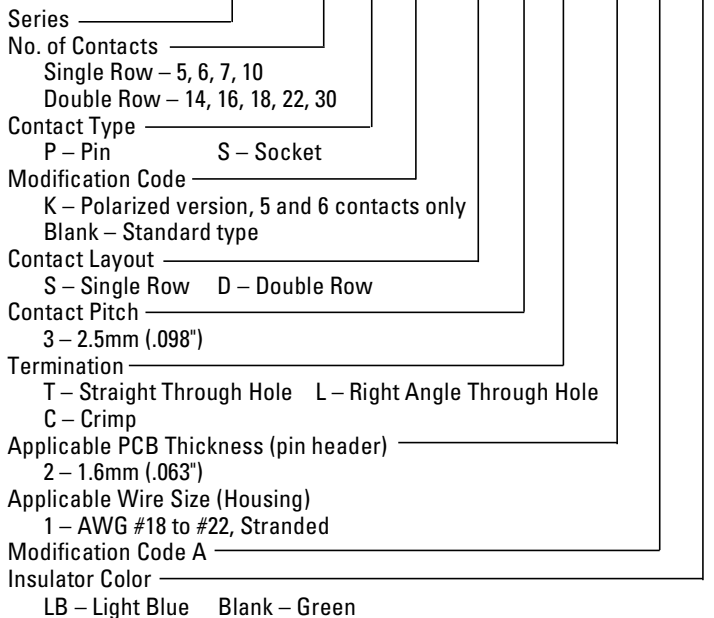 Series
No. of Contacts
Single Row – 5, 6, 7, 10
Double Row – 14, 16, 18, 22, 30
Contact Type
P – Pin S – Socket
Modification Code
K – Polarized version, 5 and 6 contacts only
Blank – Standard type
Contact Layout
S – Single Row D – Double Row
Contact Pitch
3 – 2.5mm (.098")
Termination
T – Straight Through Hole L – Right Angle Through Hole
C – Crimp
Applicable PCB Thickness (pin header)
2 – 1.6mm (.063")
Applicable Wire Size (Housing)
1 – AWG #18 to #22, Stranded
Modification Code A
Insulator Color
LB – Light Blue Blank – Green